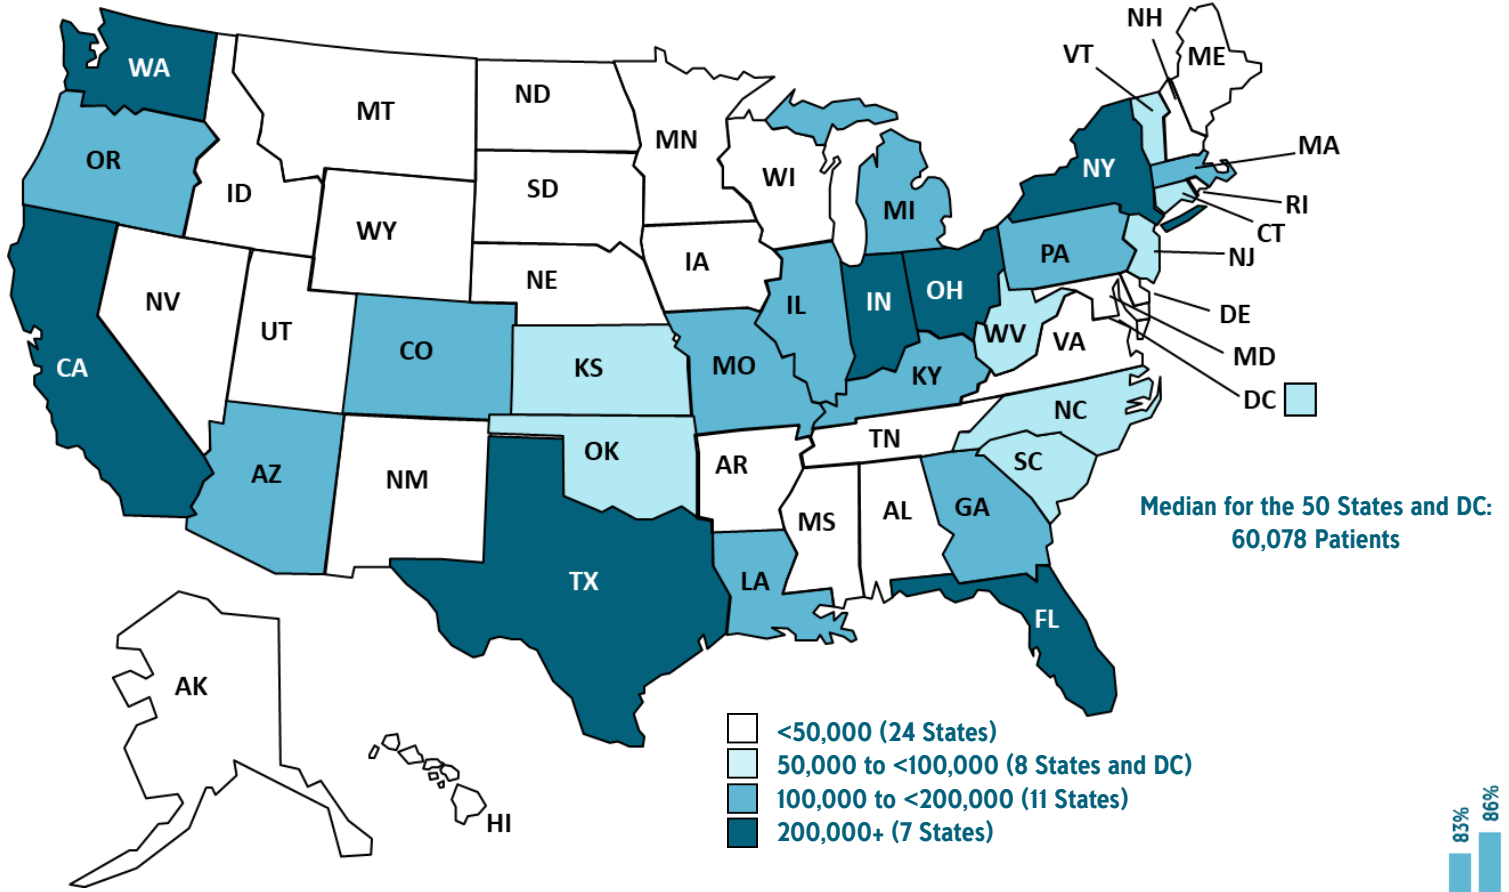 NH
VT
ME
WA
MT
ND
MN
OR
MA
ID
SD
WI
NY
MI
RI
WY
CT
PA
NJ
IA
NE
IL
IN
OH
NV
DE
UT
WV
VA
CO
MD
KS
MO
KY
CA
DC
NC
TN
OK
AR
SC
AZ
NM
GA
MS
AL
Median for the 50 States and DC:
60,078 Patients
TX
LA
FL
AK
HI
<50,000 (24 States)
50,000 to <100,000 (8 States and DC)
100,000 to <200,000 (11 States)
200,000+ (7 States)
83%
86%